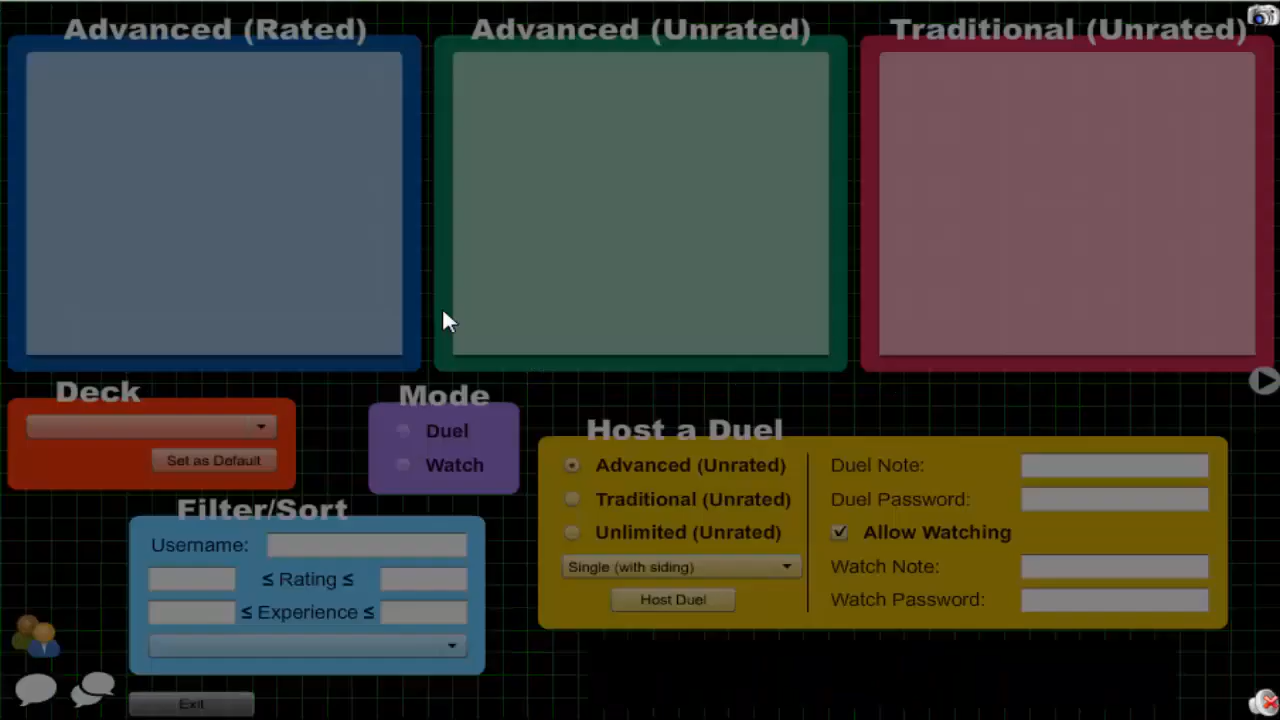 Advanced (Rated)
Advanced (Unrated)
Traditional (Unrated)
Deck
Set as Default
Mode
Duel
Watch
Filter/Sort
Username:
≤ Rating ≤
≤ Experience ≤
Exit
Host a Duel
Advanced (Unrated)
Traditional (Unrated)
Unlimited (Unrated)
Single (with siding)
Host Duel
Duel Note:
Duel Password:
Allow Watching
Watch Note:
Watch Password: